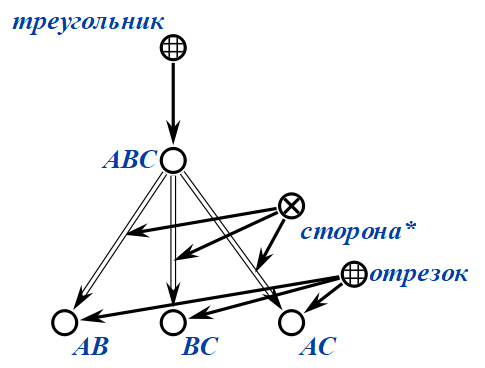 треугольник
ABC
сторона*
отрезок
AB
BC
AC